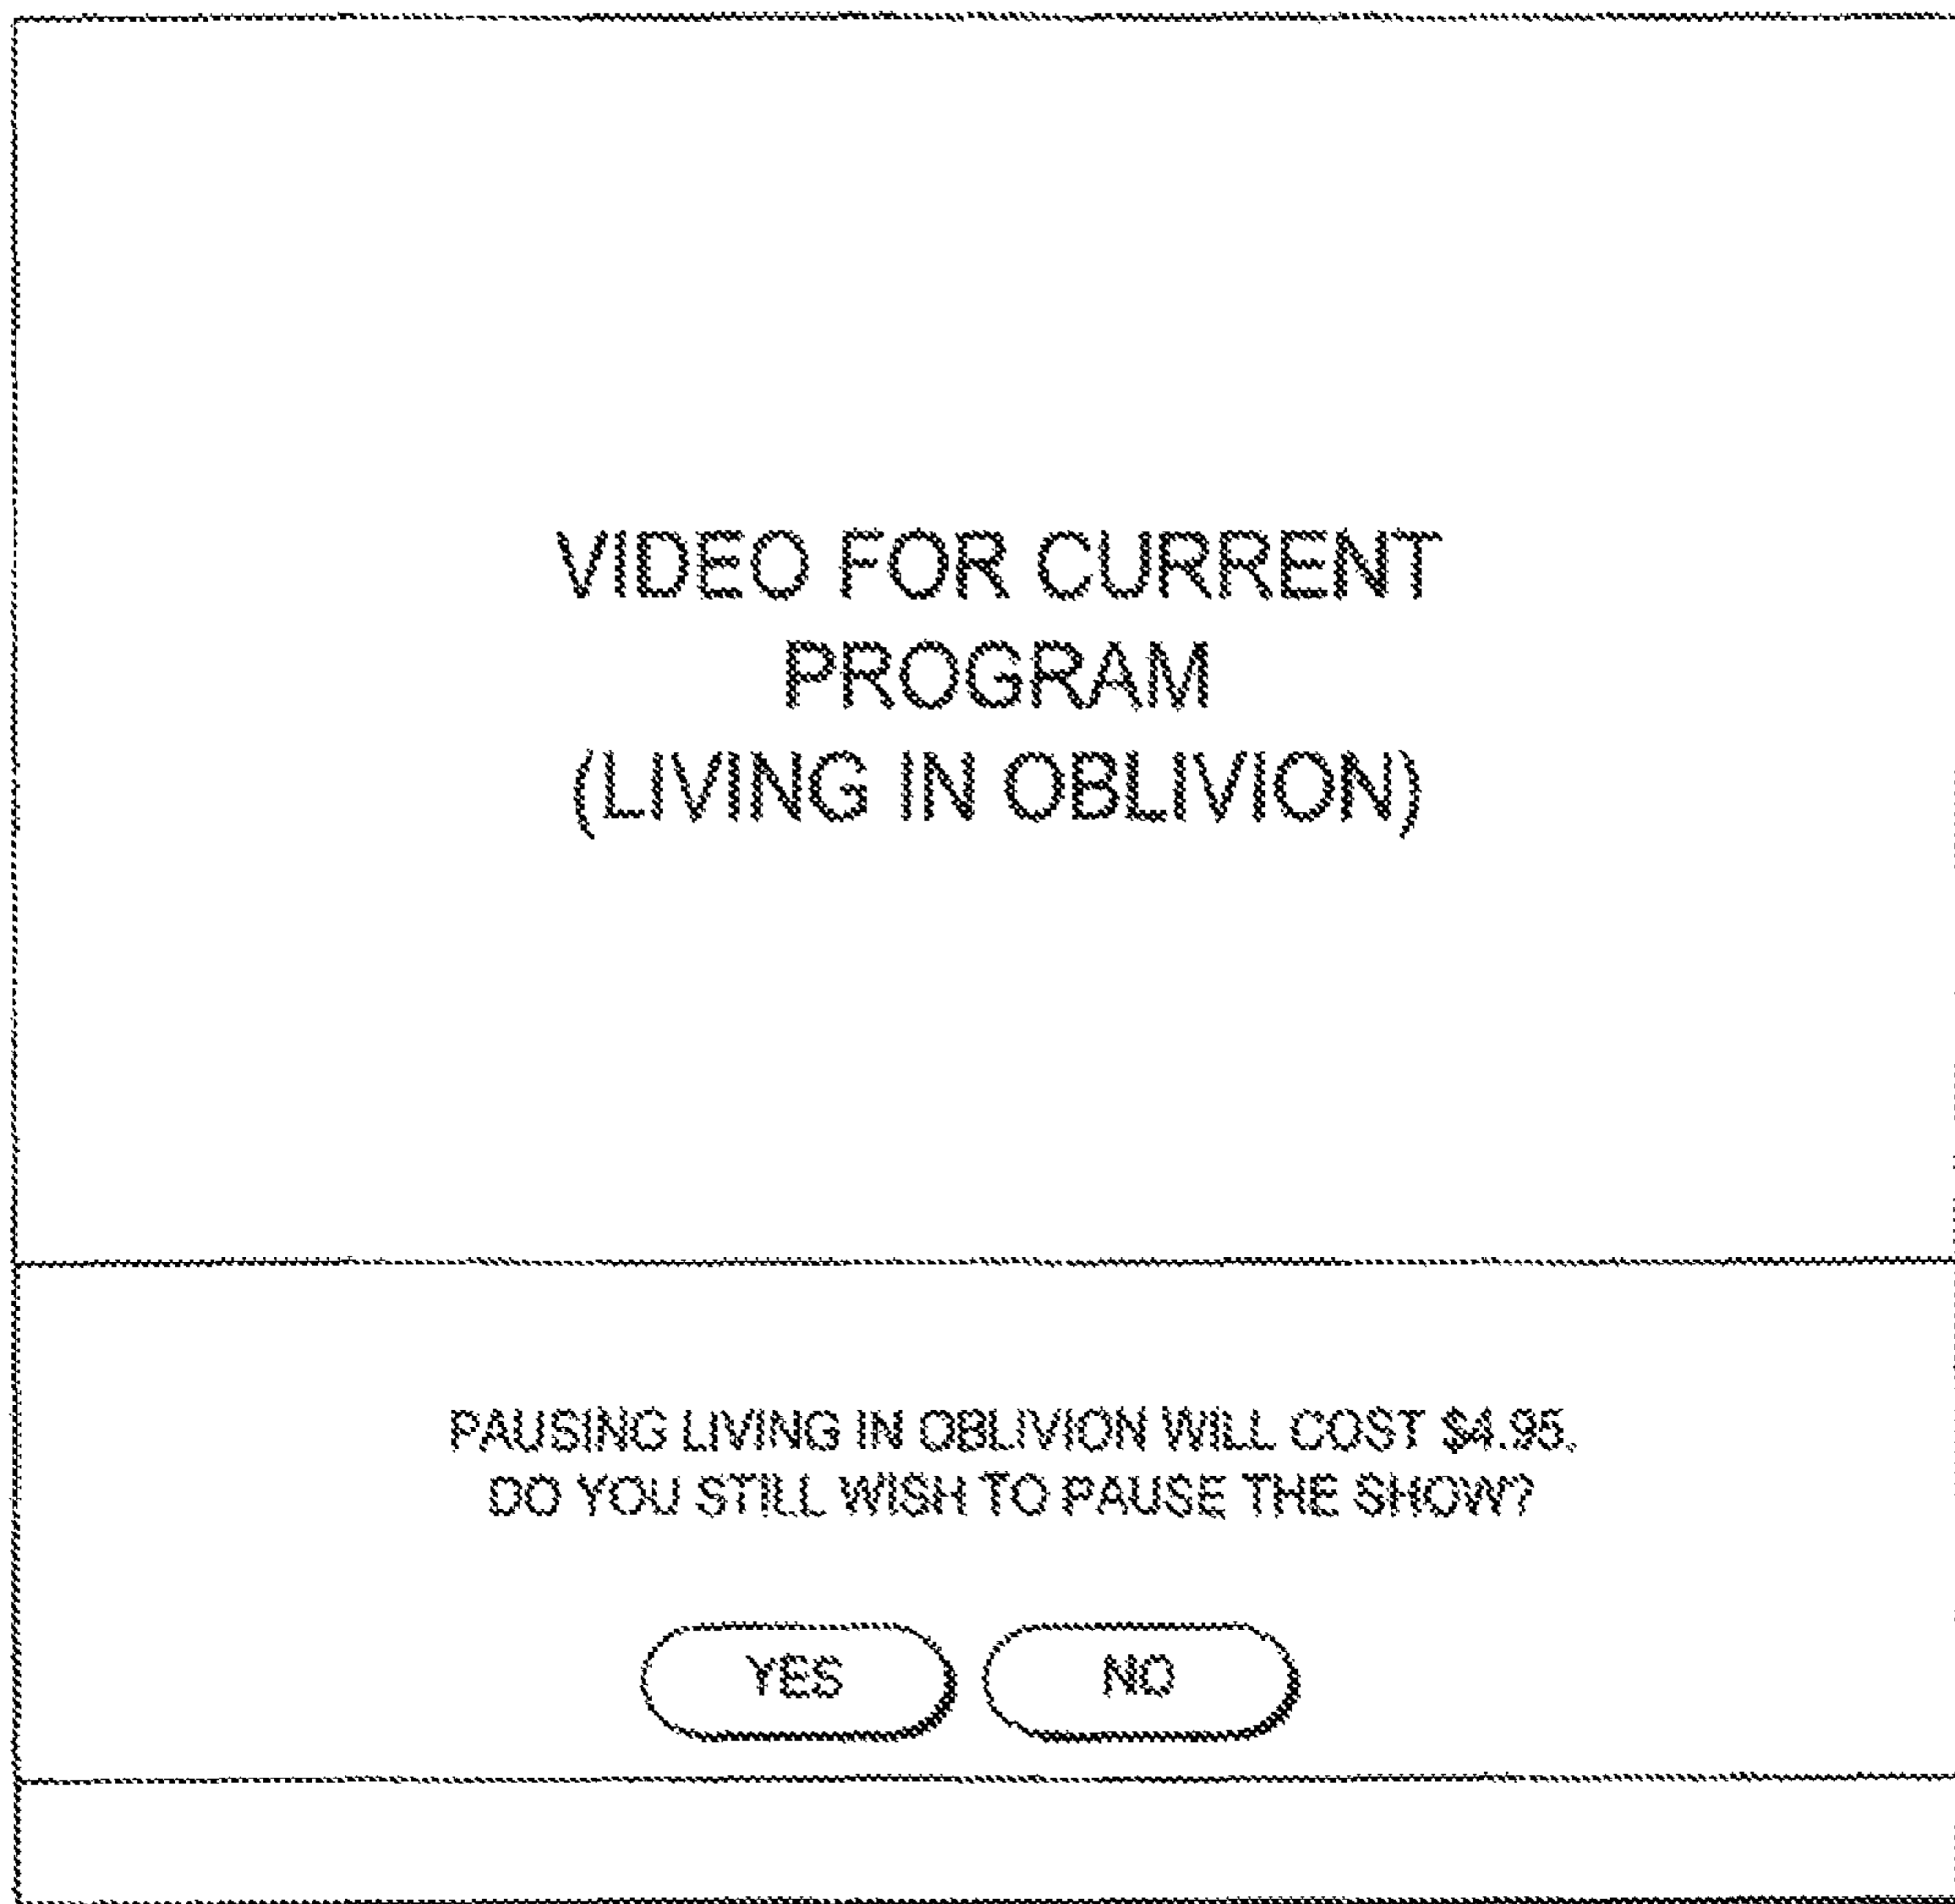 VIDEO FOR CURRENT
PROGRAM
(LIVING IN OBLIVION)
PAUSING LIVING IN OBLIVION WILL COST $4.95.
DO YOU STILL WISH TO PAUSE THE SHOW?
YES NO